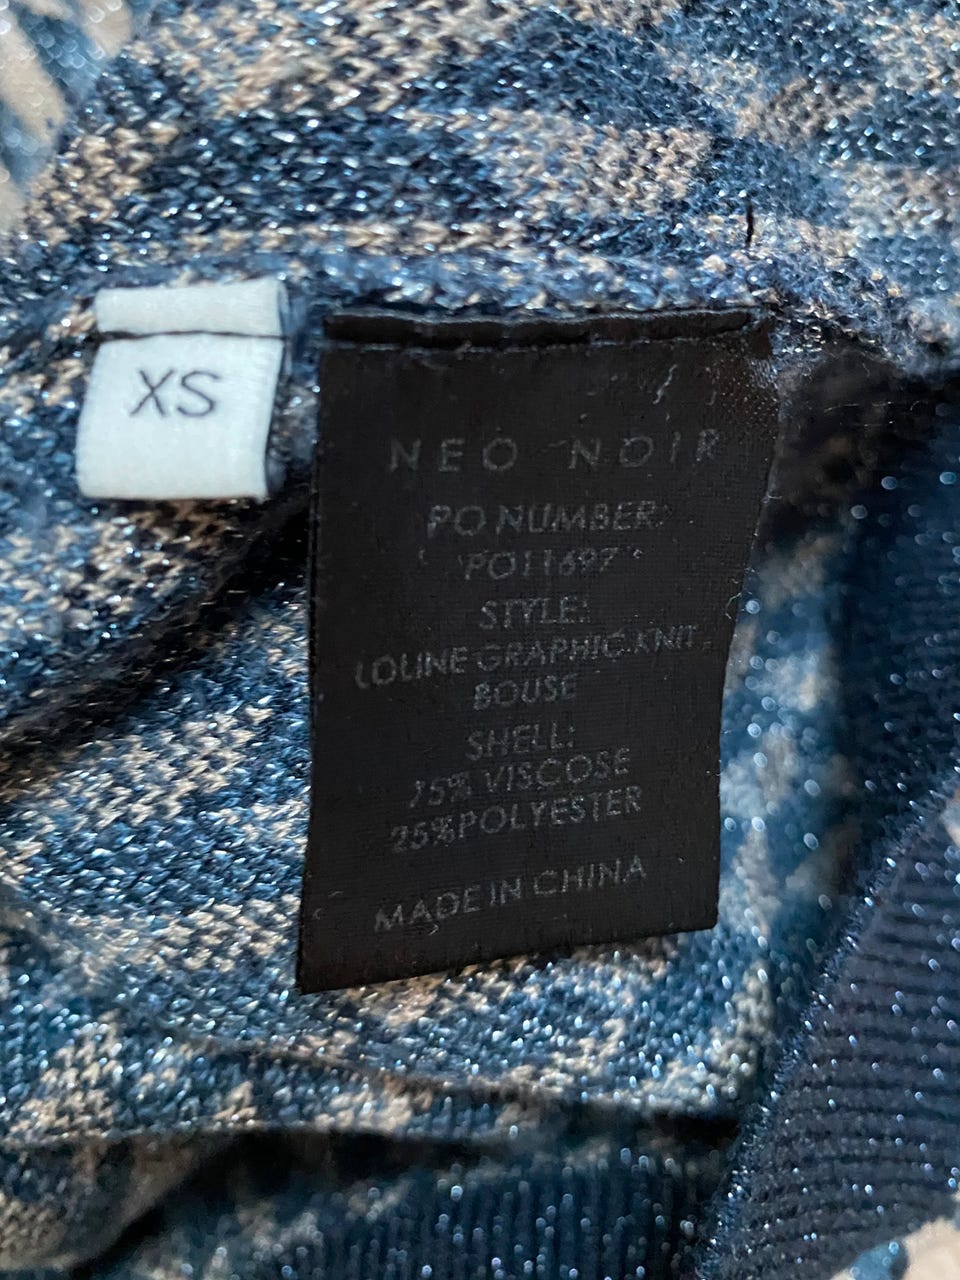 XS
NEO NOIR
PO NUMBER:
PO11697
STYLE:
LOLINE GRAPHIC KNIT
BOUSE
SHELL:
75% VISCOSE
25%POLYESTER
MADE IN CHINA